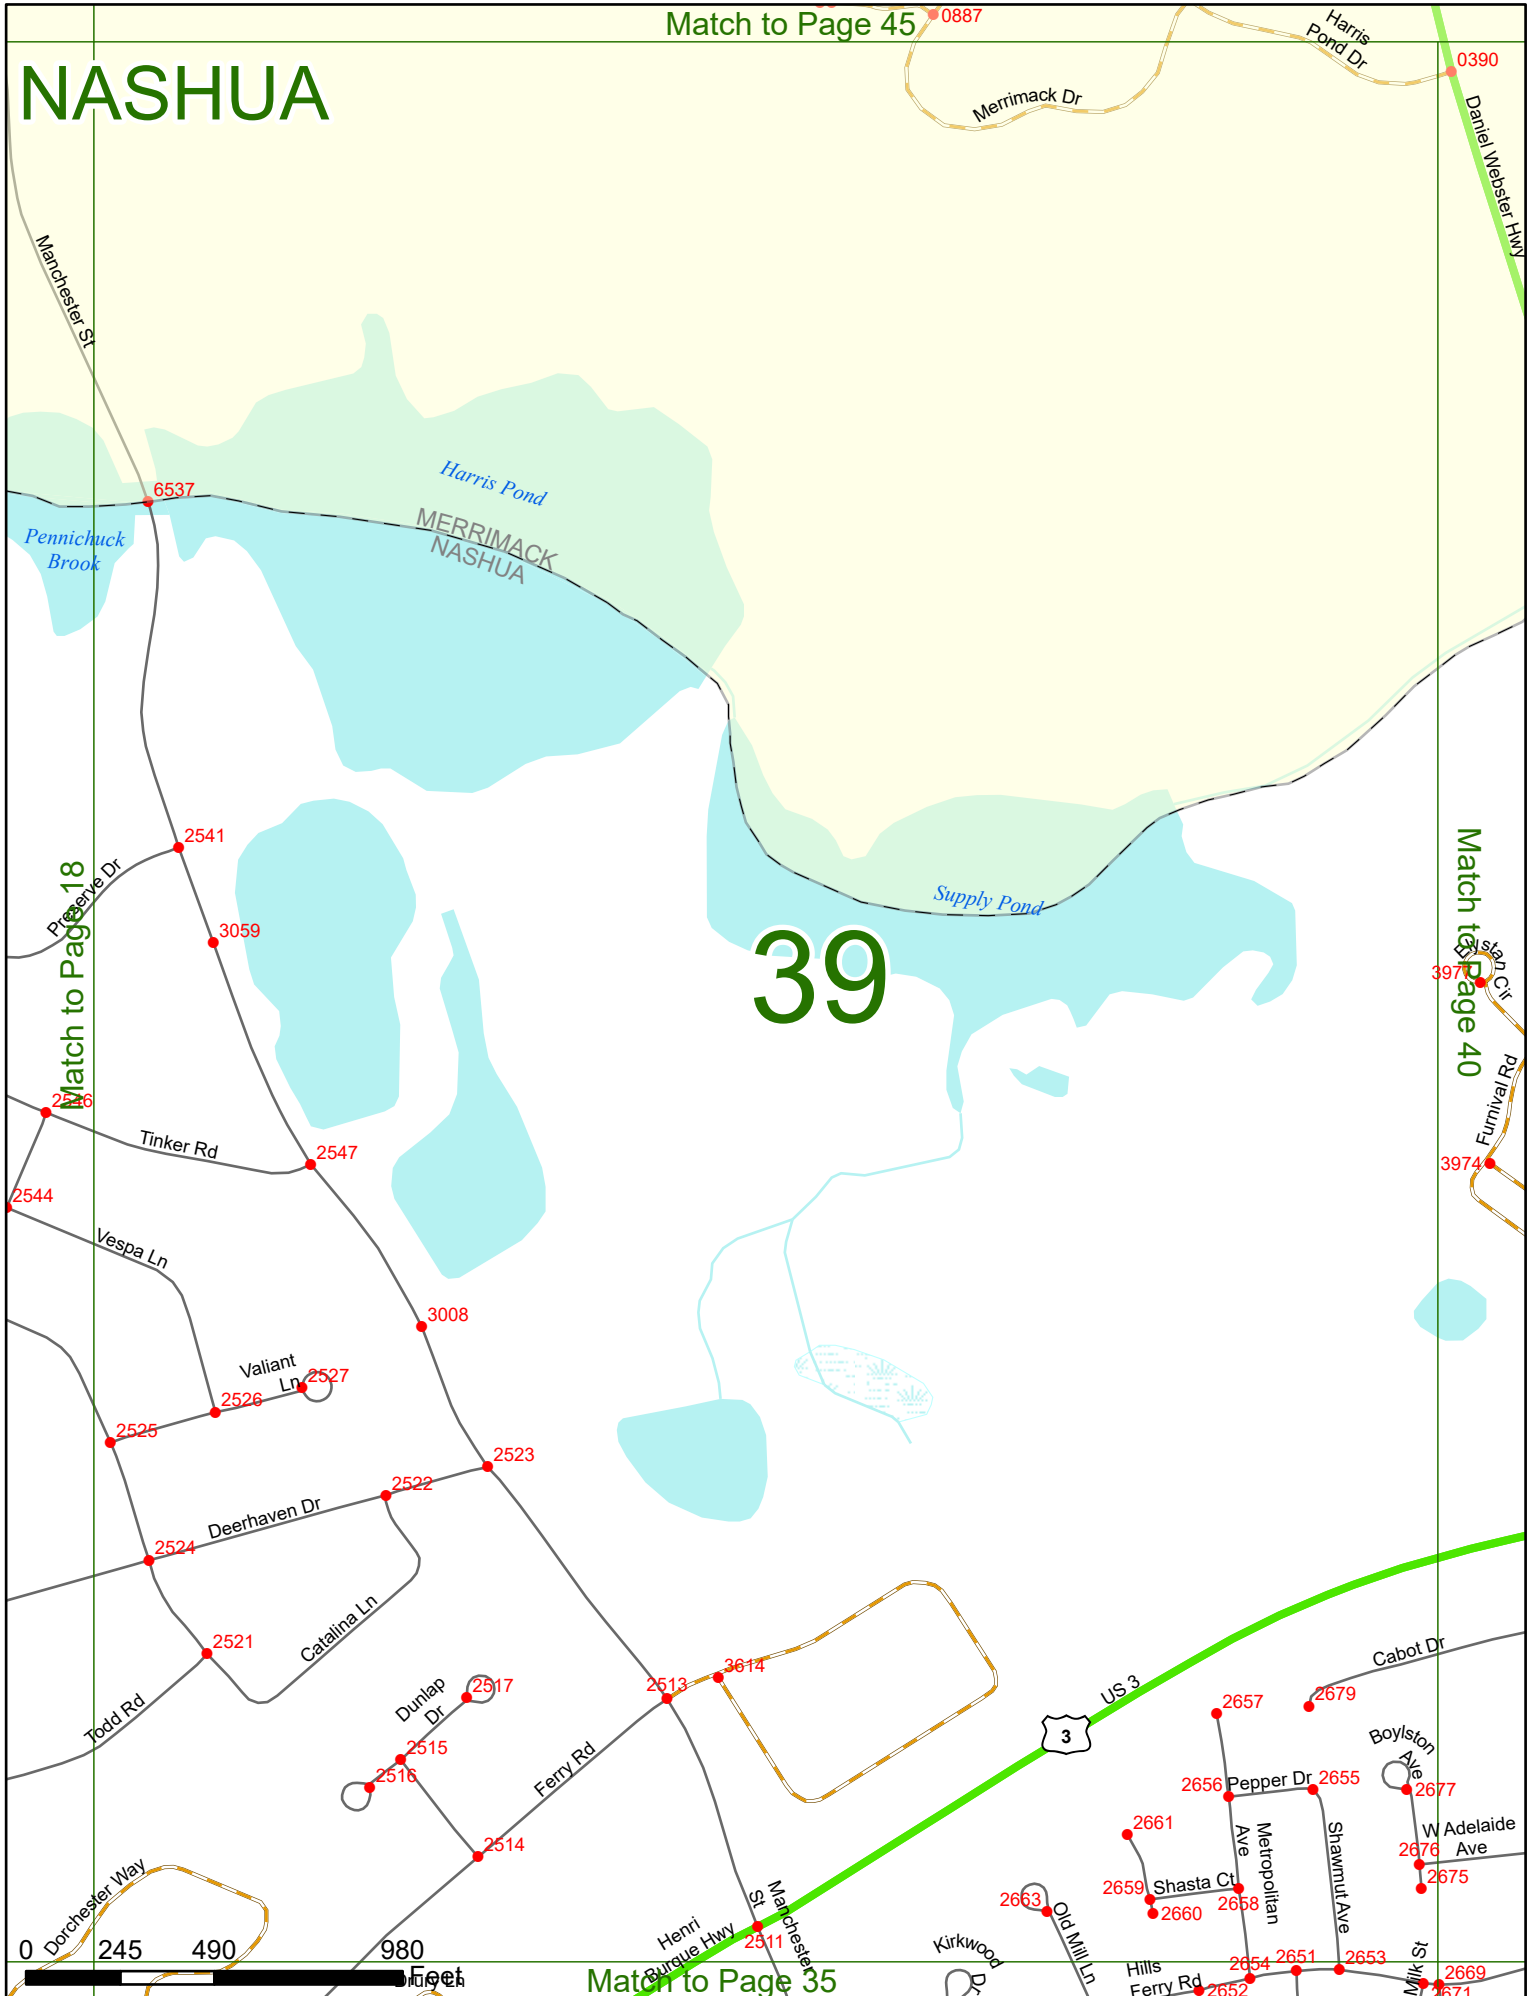 Match to Page 45
0887
Harris
Pond Dr
0390
NASHUA
Merrimack Dr
Daniel Webster Hwy
Manchester St
6537
Harris Pond
Pennichuck
Brook
MERRIMACK
NASHUA
2541
Preserve Dr
Match to Page 18
3059
Supply Pond
39
Match to Page 40
3977
Cir
Furnival Rd
3974
2546
Tinker Rd
2547
2544
Vespa Ln
3008
Valiant
Ln
2527
2526
2525
2523
2522
Deerhaven Dr
2524
Catalina Ln
2521
Todd Rd
Dunlap
Dr
2517
2513
3614
2515
2516
Ferry Rd
2514
US 3
3
Cabot Dr
2657
2679
Boylston
Ave
2656
Pepper Dr
2655
2677
2661
Metropolitan
Ave
Shawmut Ave
W Adelaide
Ave
2676
2675
2659
Shasta Ct
2658
2660
2663
Old Mill Ln
Dorchester Way
Manchester
St
Henri
Burque Hwy
2511
Kirkwood
Dr
Hills
Ferry Rd
2654
2651
2653
2652
Milk St
2669
2671
0 245 490 980
Feet
Drury Ln
Match to Page 35